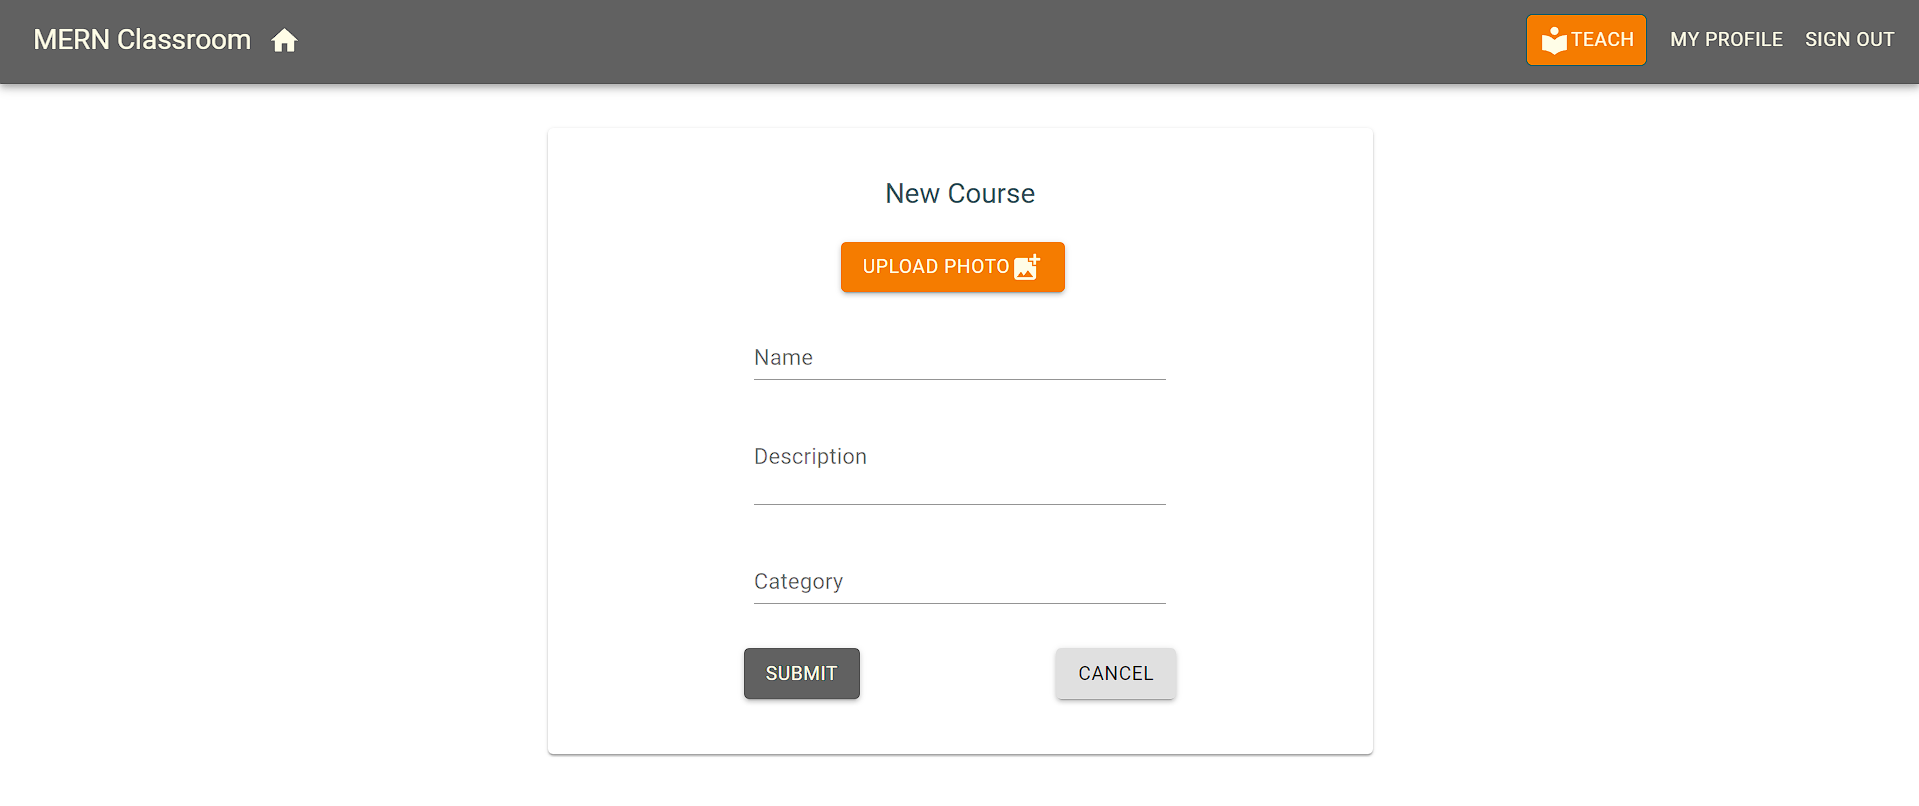 MERN Classroom
TEACH
MY PROFILE
SIGN OUT
New Course
UPLOAD PHOTO
Name
Description
Category
SUBMIT
CANCEL